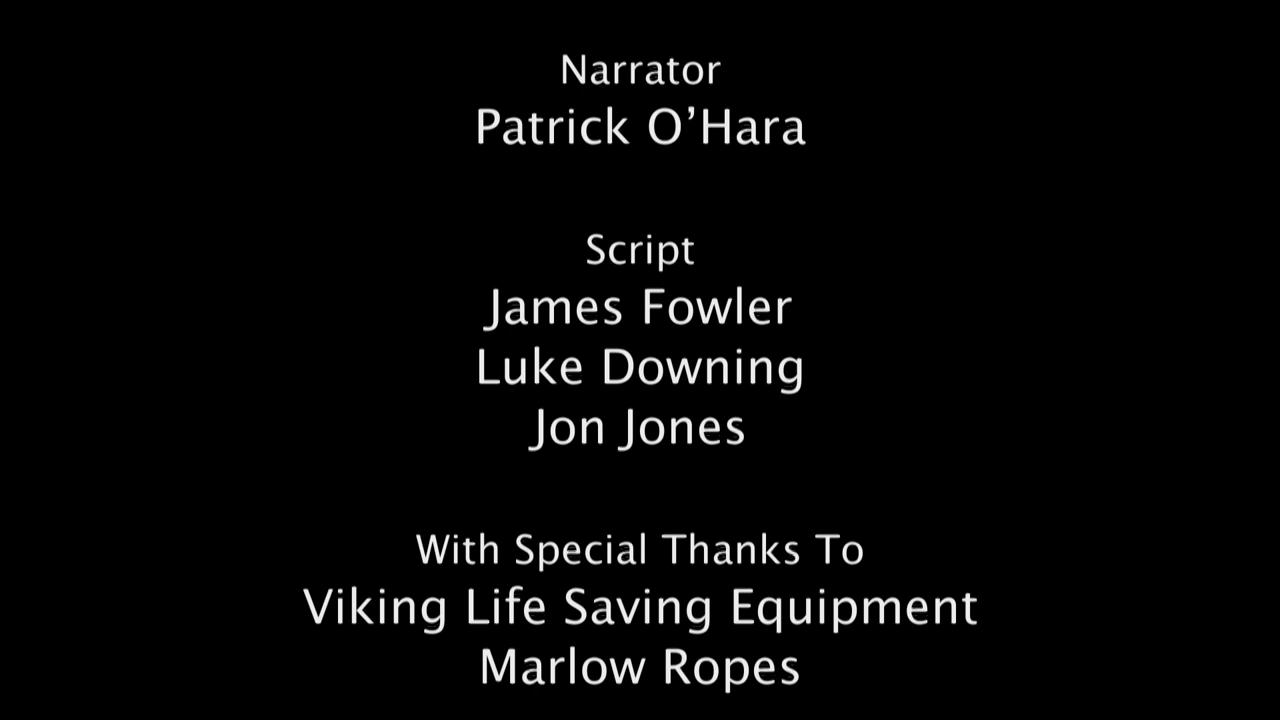 Narrator
Patrick O’Hara
Script
James Fowler
Luke Downing
Jon Jones
With Special Thanks To
Viking Life Saving Equipment
Marlow Ropes